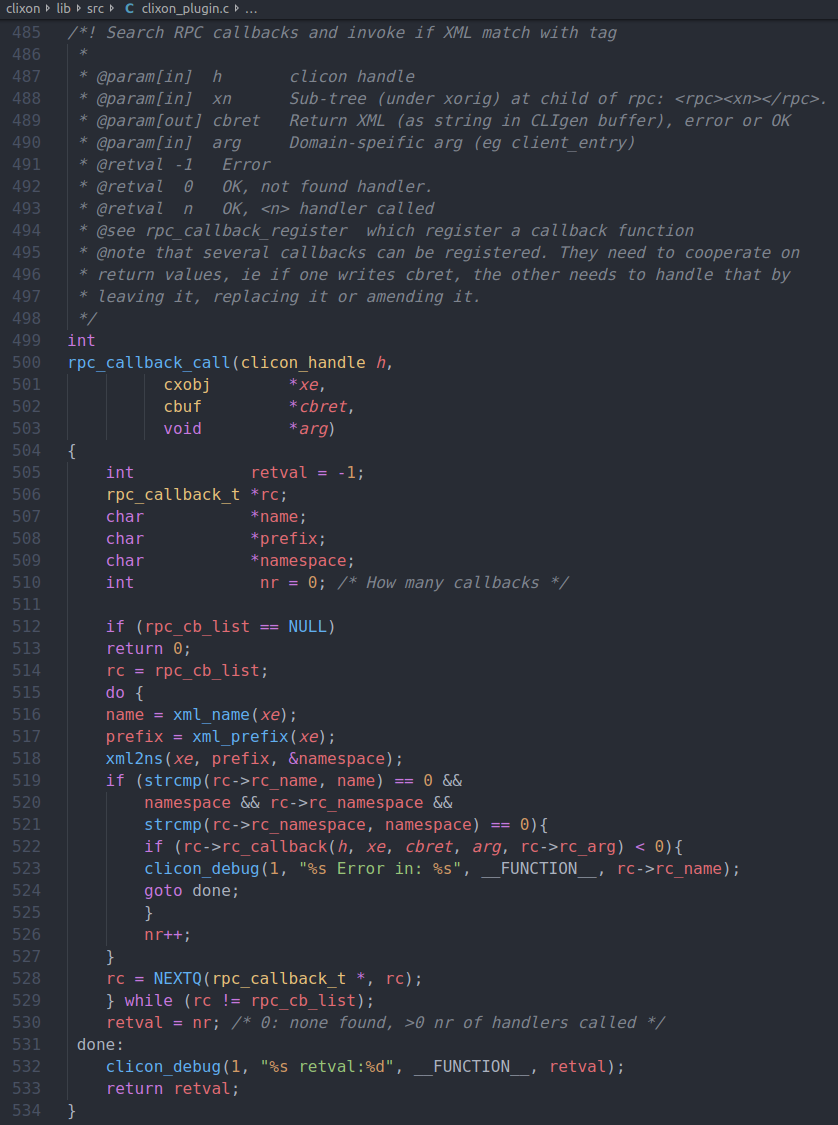 clixon › lib › src › C clixon_plugin.c › ...
485 /*! Search RPC callbacks and invoke if XML match with tag
486  *
487  * @param[in]  h       clicon handle
488  * @param[in]  xn      Sub-tree (under xorig) at child of rpc: <rpc><xn></rpc>.
489  * @param[out] cbret   Return XML (as string in CLIgen buffer), error or OK
490  * @param[in]  arg     Domain-speific arg (eg client_entry)
491  * @retval -1   Error
492  * @retval  0   OK, not found handler.
493  * @retval  n   OK, <n> handler called
494  * @see rpc_callback_register  which register a callback function
495  * @note that several callbacks can be registered. They need to cooperate on
496  * return values, ie if one writes cbret, the other needs to handle that by
497  * leaving it, replacing it or amending it.
498  */
499 int
500 rpc_callback_call(clicon_handle h,
501           cxobj        *xe,
502           cbuf         *cbret,
503           void         *arg)
504 {
505     int            retval = -1;
506     rpc_callback_t *rc;
507     char           *name;
508     char           *prefix;
509     char           *namespace;
510     int             nr = 0; /* How many callbacks */
511
512     if (rpc_cb_list == NULL)
513     return 0;
514     rc = rpc_cb_list;
515     do {
516     name = xml_name(xe);
517     prefix = xml_prefix(xe);
518     xml2ns(xe, prefix, &namespace);
519     if (strcmp(rc->rc_name, name) == 0 &&
520         namespace && rc->rc_namespace &&
521         strcmp(rc->rc_namespace, namespace) == 0){
522         if (rc->rc_callback(h, xe, cbret, arg, rc->rc_arg) < 0){
523         clicon_debug(1, "%s Error in: %s", __FUNCTION__, rc->rc_name);
524         goto done;
525         }
526         nr++;
527     }
528     rc = NEXTQ(rpc_callback_t *, rc);
529     } while (rc != rpc_cb_list);
530     retval = nr; /* 0: none found, >0 nr of handlers called */
531  done:
532     clicon_debug(1, "%s retval:%d", __FUNCTION__, retval);
533     return retval;
534 }